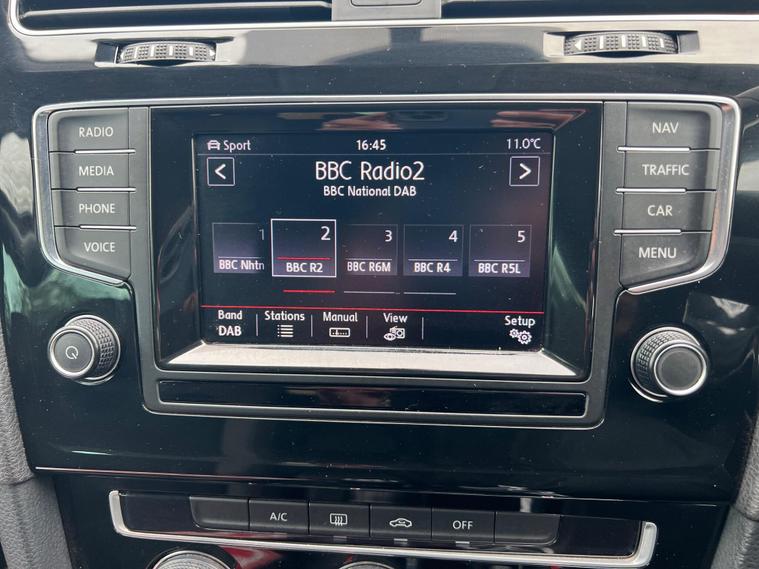 RADIO
MEDIA
PHONE
VOICE
Sport 16:45 11.0°C
< BBC Radio2 >
BBC National DAB
1 2 3 4 5
BBC Nhtn BBC R2 BBC R6M BBC R4 BBC R5L
Band Stations Manual View Setup
DAB
NAV
TRAFFIC
CAR
MENU
A/C OFF